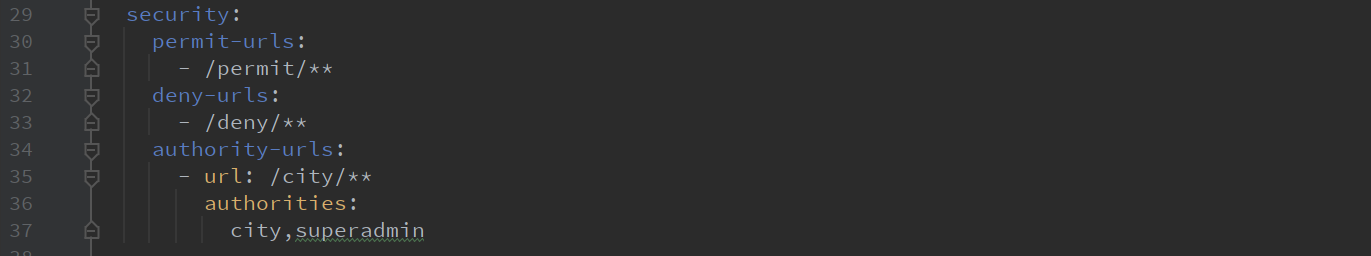 29 security:
30 permit-urls:
31 - /permit/**
32 deny-urls:
33 - /deny/**
34 authority-urls:
35 - url: /city/**
36 authorities:
37 city,superadmin